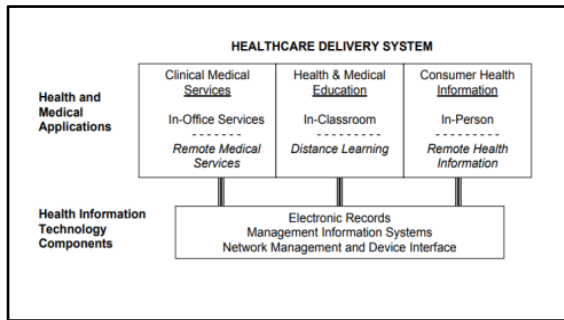 HEALTHCARE DELIVERY SYSTEM
Health and
Medical
Applications
Clinical Medical
Services
In-Office Services
- - - - - - -
Remote Medical
Services
Health & Medical
Education
In-Classroom
- - - - - - - - -
Distance Learning
Consumer Health
Information
In-Person
- - - - - - - - -
Remote Health
Information
Health Information
Technology
Components
Electronic Records
Management Information Systems
Network Management and Device Interface